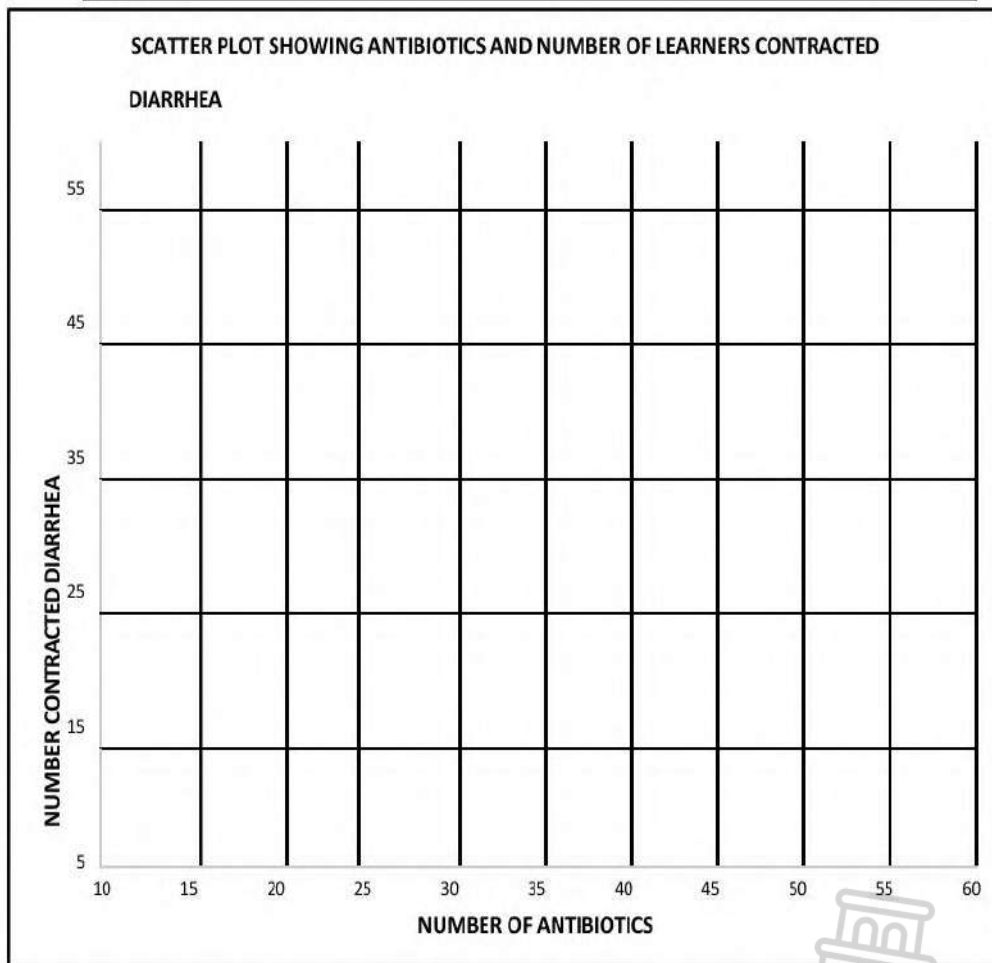 SCATTER PLOT SHOWING ANTIBIOTICS AND NUMBER OF LEARNERS CONTRACTED
DIARRHEA
55
45
35
25
15
5
NUMBER CONTRACTED DIARRHEA
10 15 20 25 30 35 40 45 50 55 60
NUMBER OF ANTIBIOTICS